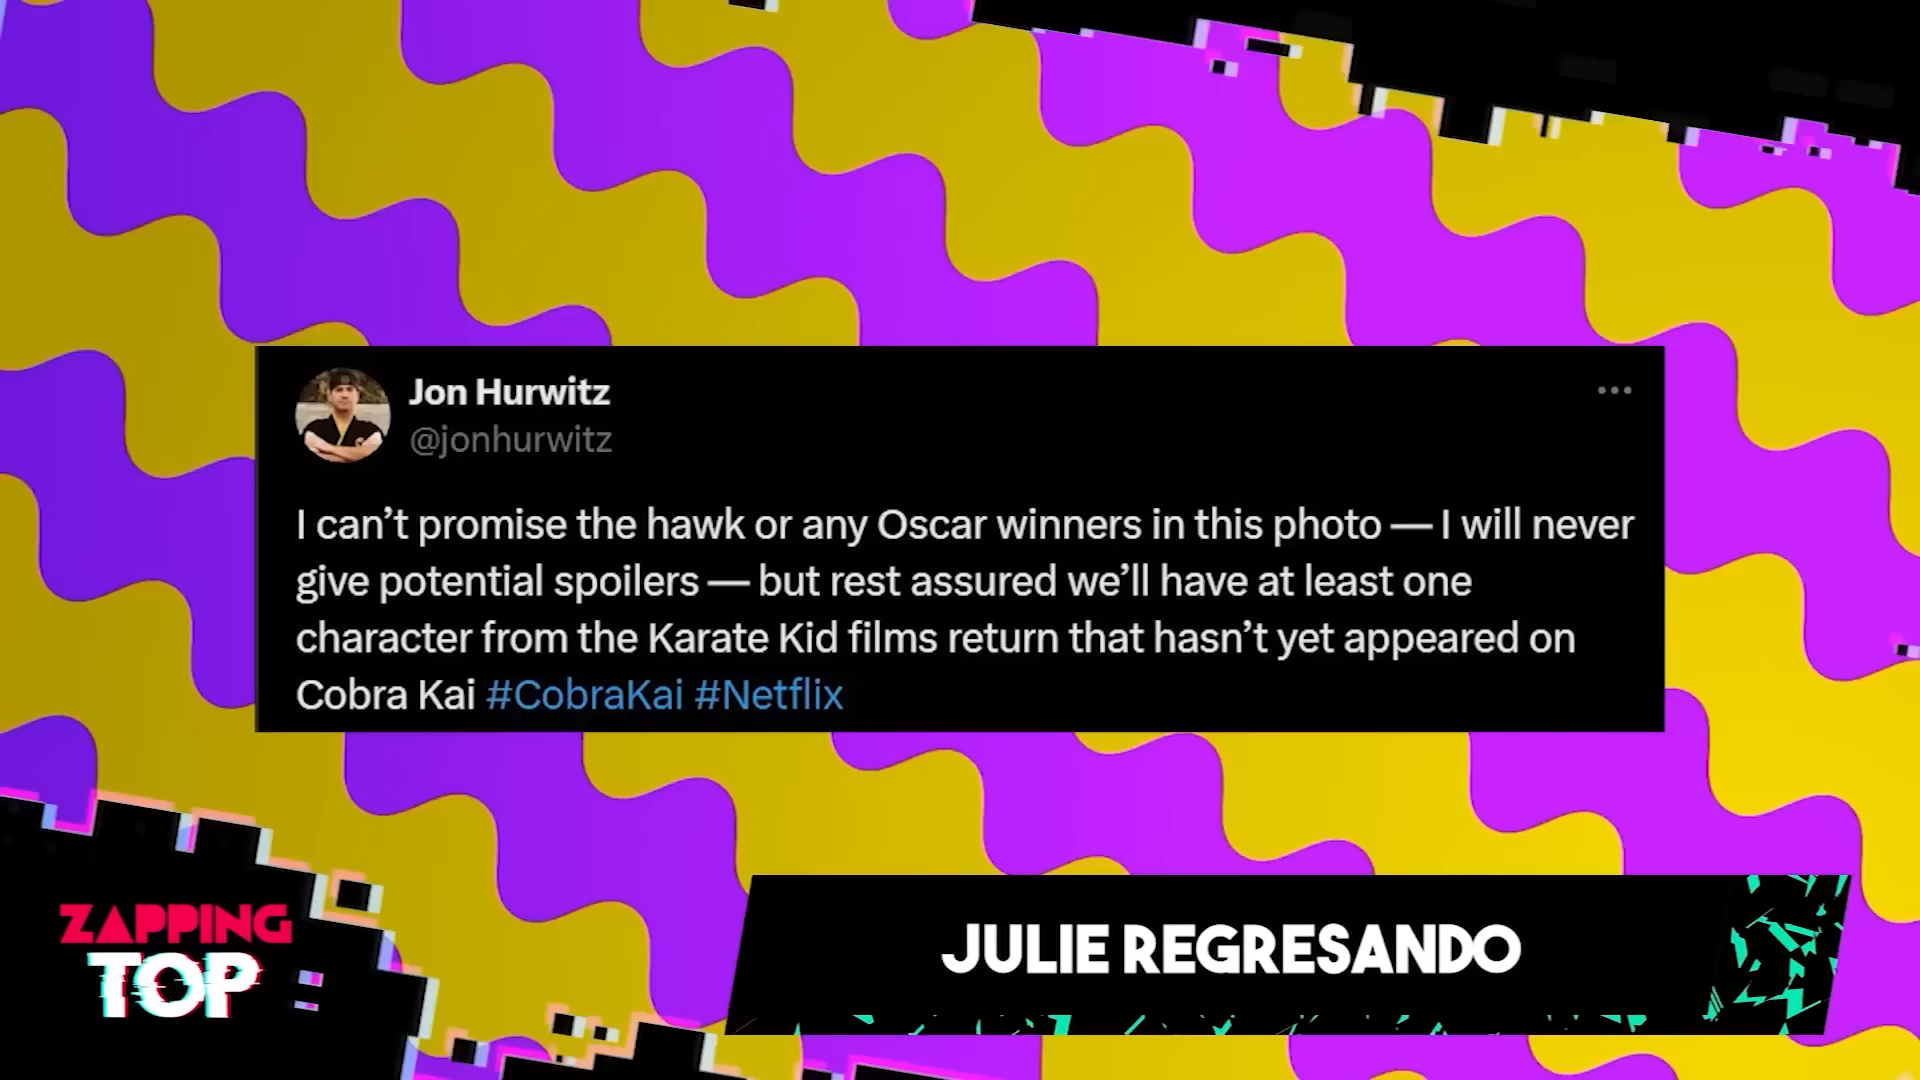 Jon Hurwitz
@jonhurwitz
I can’t promise the hawk or any Oscar winners in this photo — I will never
give potential spoilers — but rest assured we’ll have at least one
character from the Karate Kid films return that hasn’t yet appeared on
Cobra Kai #CobraKai #Netflix
ZAPPING
TOP
JULIE REGRESANDO